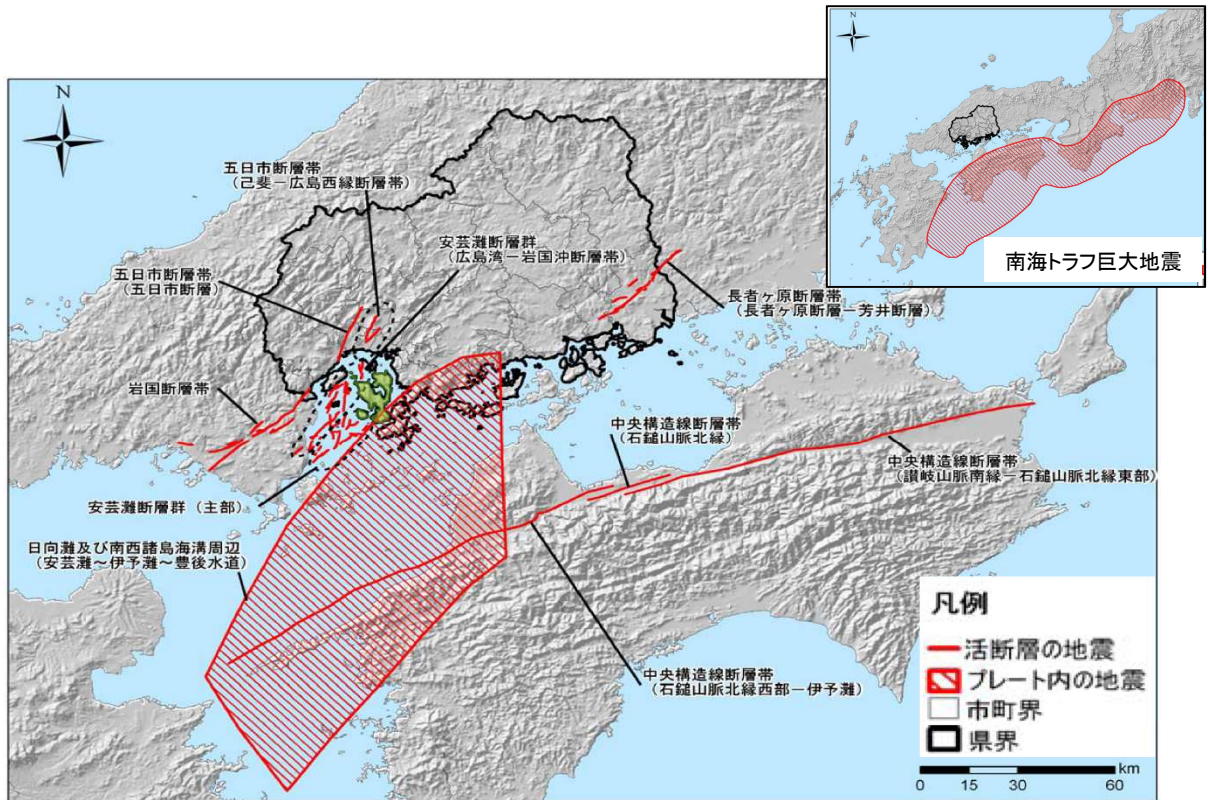 N
南海トラフ巨大地震
N
五日市断層帯
（己斐－広島西縁断層帯）
安芸灘断層群
（広島湾－岩国沖断層帯）
五日市断層帯
（五日市断層）
長者ヶ原断層帯
（長者ヶ原断層－芳井断層）
岩国断層帯
中央構造線断層帯
（石鎚山脈北縁）
中央構造線断層帯
（讃岐山脈南縁－石鎚山脈北縁東部）
安芸灘断層群（主部）
日向灘及び南西諸島海溝周辺
（安芸灘～伊予灘～豊後水道）
中央構造線断層帯
（石鎚山脈北縁西部－伊予灘）
凡例
活断層の地震
プレート内の地震
市町界
県界
km
0 15 30 60